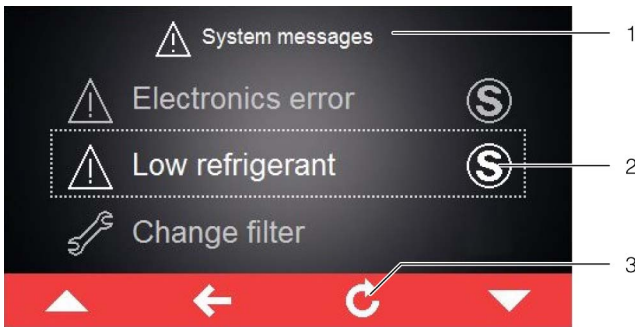 System messages
1
Electronics error S
Low refrigerant S
2
Change filter
3